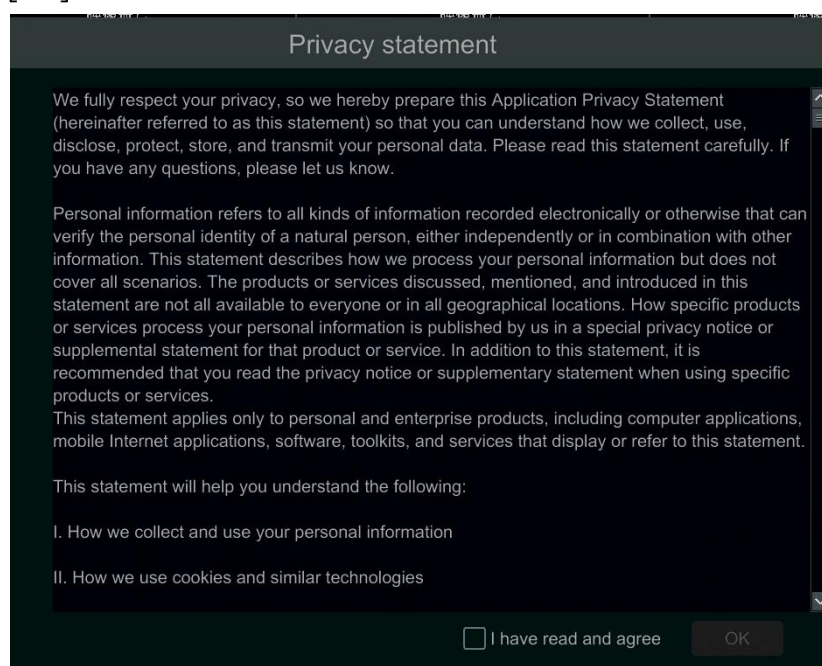 Privacy statement
We fully respect your privacy, so we hereby prepare this Application Privacy Statement
(hereinafter referred to as this statement) so that you can understand how we collect, use,
disclose, protect, store, and transmit your personal data. Please read this statement carefully. If
you have any questions, please let us know.
Personal information refers to all kinds of information recorded electronically or otherwise that can
verify the personal identity of a natural person, either independently or in combination with other
information. This statement describes how we process your personal information but does not
cover all scenarios. The products or services discussed, mentioned, and introduced in this
statement are not all available to everyone or in all geographical locations. How specific products
or services process your personal information is published by us in a special privacy notice or
supplemental statement for that product or service. In addition to this statement, it is
recommended that you read the privacy notice or supplementary statement when using specific
products or services.
This statement applies only to personal and enterprise products, including computer applications,
mobile Internet applications, software, toolkits, and services that display or refer to this statement.
This statement will help you understand the following:
I. How we collect and use your personal information
II. How we use cookies and similar technologies
I have read and agree
OK